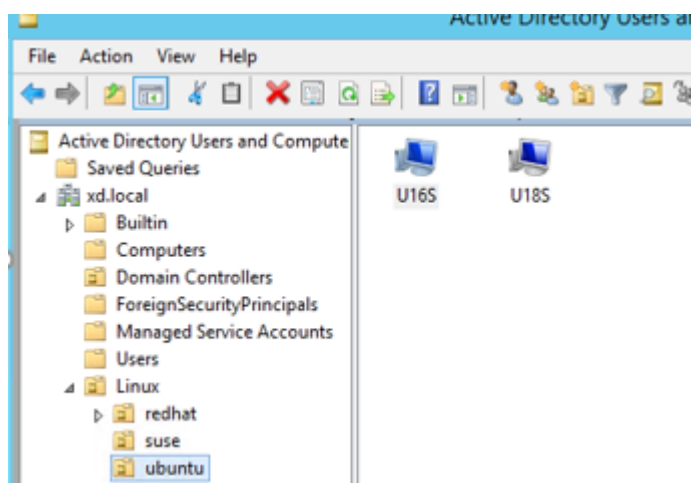 Active Directory Users a
File Action View Help
Active Directory Users and Compute
Saved Queries
xd.local
Builtin
Computers
Domain Controllers
ForeignSecurityPrincipals
Managed Service Accounts
Users
Linux
redhat
suse
ubuntu
U16S U18S